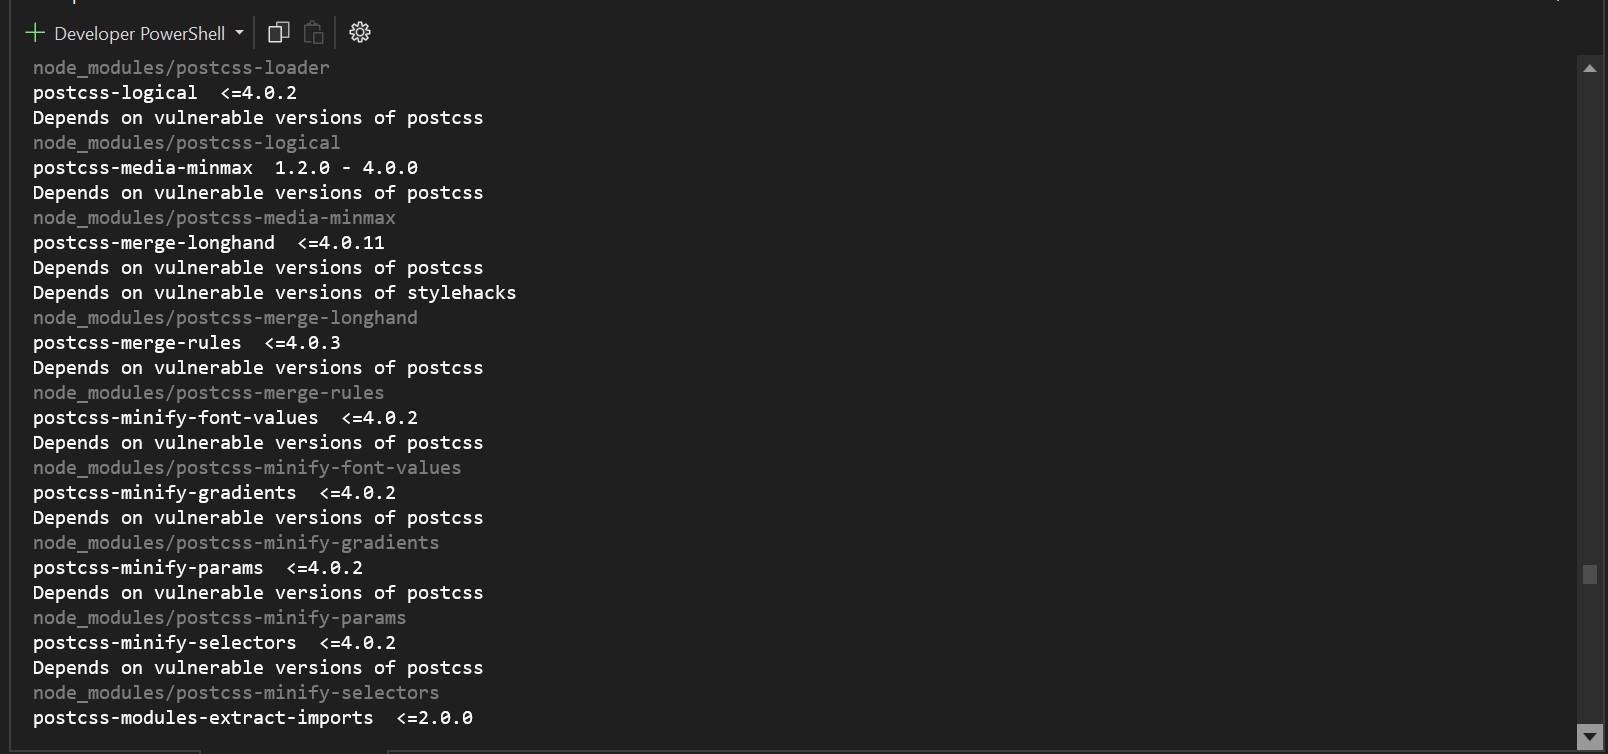 Developer PowerShell
node_modules/postcss-loader
postcss-logical  <=4.0.2
Depends on vulnerable versions of postcss
node_modules/postcss-logical
postcss-media-minmax  1.2.0 - 4.0.0
Depends on vulnerable versions of postcss
node_modules/postcss-media-minmax
postcss-merge-longhand  <=4.0.11
Depends on vulnerable versions of postcss
Depends on vulnerable versions of stylehacks
node_modules/postcss-merge-longhand
postcss-merge-rules  <=4.0.3
Depends on vulnerable versions of postcss
node_modules/postcss-merge-rules
postcss-minify-font-values  <=4.0.2
Depends on vulnerable versions of postcss
node_modules/postcss-minify-font-values
postcss-minify-gradients  <=4.0.2
Depends on vulnerable versions of postcss
node_modules/postcss-minify-gradients
postcss-minify-params  <=4.0.2
Depends on vulnerable versions of postcss
node_modules/postcss-minify-params
postcss-minify-selectors  <=4.0.2
Depends on vulnerable versions of postcss
node_modules/postcss-minify-selectors
postcss-modules-extract-imports  <=2.0.0